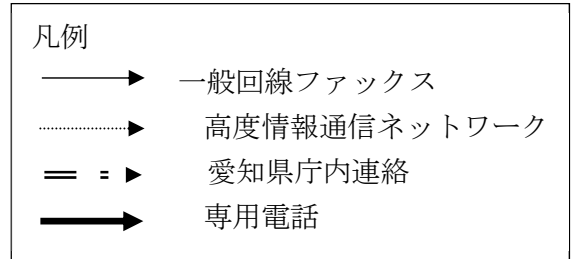 凡例
一般回線ファックス
高度情報通信ネットワーク
愛知県庁内連絡
専用電話